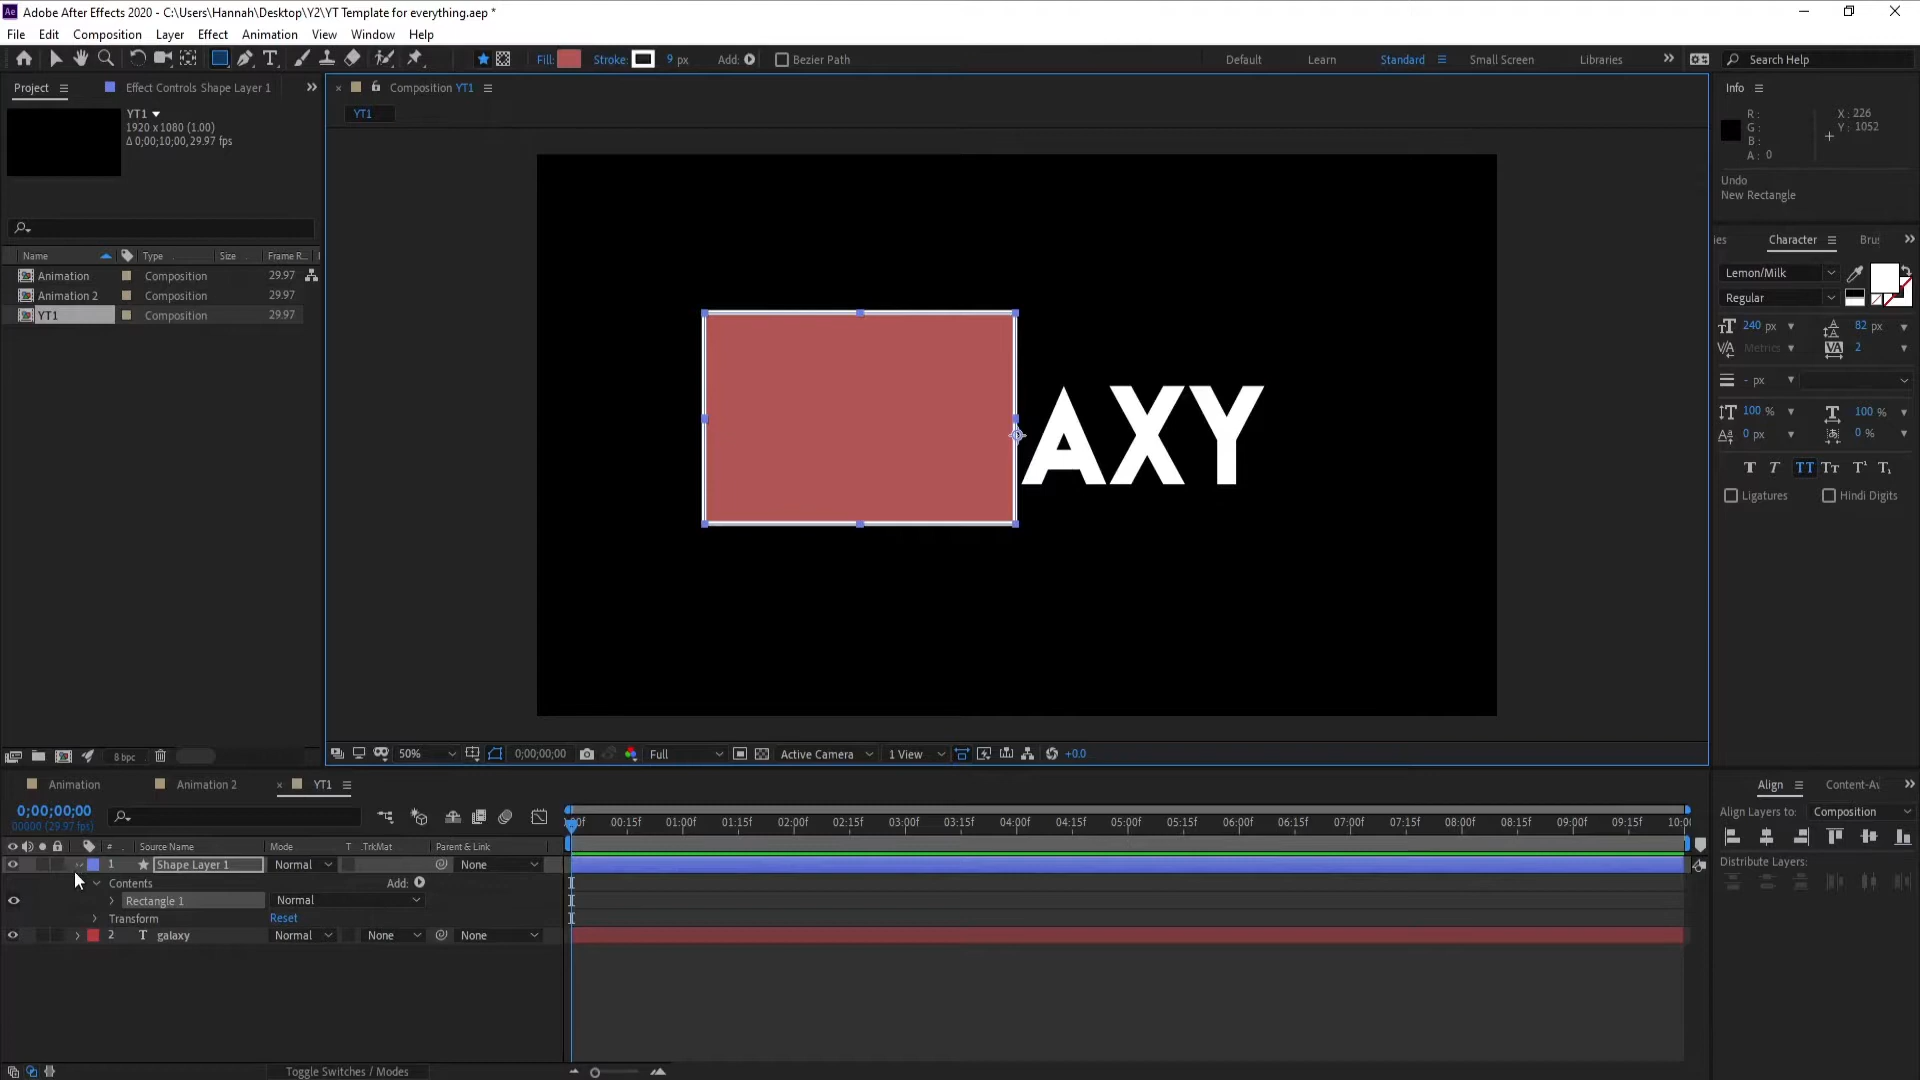 Adobe After Effects 2020 - C:\Users\Hannah\Desktop\Y2\YT Template for everything.aep *
File Edit Composition Layer Effect Animation View Window Help
Fill: Stroke: 9 px Add: Bezier Path Default Learn Standard Small Screen Libraries Search Help
Project Effect Controls Shape Layer 1
Composition YT1
Info
YT1
YT1
1920 x 1080 (1.00)
Δ 0;00;10;00, 29.97 fps
R :
G :
B :
A : 0
X : 226
Y : 1052
Undo
New Rectangle
Name Type Size Frame R...
Animation Composition 29.97
Animation 2 Composition 29.97
YT1 Composition 29.97
ies Character Bru
Lemon/Milk
Regular
240 px 82 px
Metrics 2
- px
100 % 100 %
0 px 0 %
Ligatures Hindi Digits
AXY
8 bpc
50% 0;00;00;00 Full Active Camera 1 View +0.0
Animation Animation 2 YT1
0;00;00;00
00000 (29.97 fps)
:00f 00:15f 01:00f 01:15f 02:00f 02:15f 03:00f 03:15f 04:00f 04:15f 05:00f 05:15f 06:00f 06:15f 07:00f 07:15f 08:00f 08:15f 09:00f 09:15f 10:0
# Source Name Mode T .TrkMat Parent & Link
1 Shape Layer 1 Normal None
Contents Add:
Rectangle 1 Normal
Transform Reset
2 T galaxy Normal None None
Toggle Switches / Modes
Align Content-Av
Align Layers to: Composition
Distribute Layers: